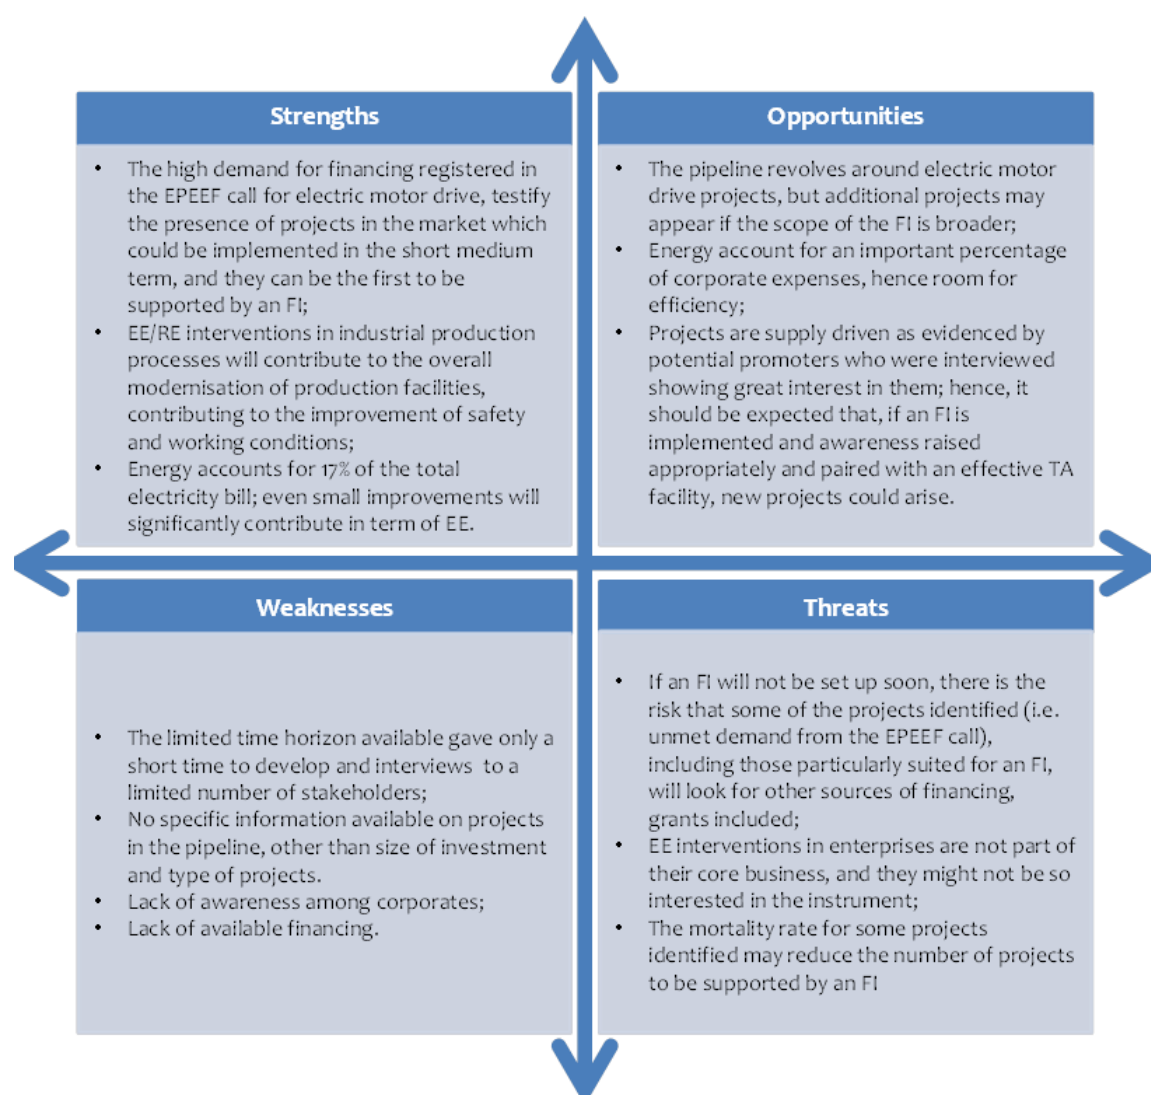 Strengths
• The high demand for financing registered in
the EPEEF call for electric motor drive, testify
the presence of projects in the market which
could be implemented in the short medium
term, and they can be the first to be
supported by an FI;
• EE/RE interventions in industrial production
processes will contribute to the overall
modernisation of production facilities,
contributing to the improvement of safety
and working conditions;
• Energy accounts for 17% of the total
electricity bill; even small improvements will
significantly contribute in term of EE.
Opportunities
• The pipeline revolves around electric motor
drive projects, but additional projects may
appear if the scope of the FI is broader;
• Energy account for an important percentage
of corporate expenses, hence room for
efficiency;
• Projects are supply driven as evidenced by
potential promoters who were interviewed
showing great interest in them; hence, it
should be expected that, if an FI is
implemented and awareness raised
appropriately and paired with an effective TA
facility, new projects could arise.
Weaknesses
• The limited time horizon available gave only a
short time to develop and interviews to a
limited number of stakeholders;
• No specific information available on projects
in the pipeline, other than size of investment
and type of projects.
• Lack of awareness among corporates;
• Lack of available financing.
Threats
• If an FI will not be set up soon, there is the
risk that some of the projects identified (i.e.
unmet demand from the EPEEF call),
including those particularly suited for an FI,
will look for other sources of financing,
grants included;
• EE interventions in enterprises are not part of
their core business, and they might not be so
interested in the instrument;
• The mortality rate for some projects
identified may reduce the number of projects
to be supported by an FI